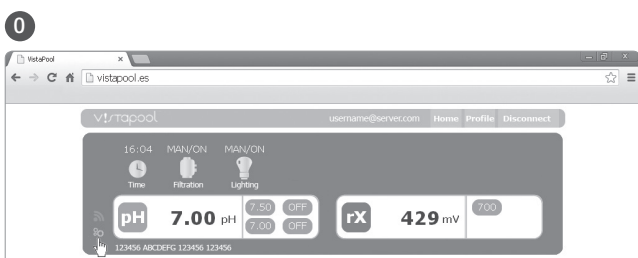 0
VistaPool
vistapool.es
v!stapool username@server.com Home Profile Disconnect
16:04 MAN/ON MAN/ON
Time Filtration Lighting
pH 7.00 pH 7.50 OFF 7.00 OFF
rX 429 mV 700
123456 ABCDEFG 123456 123456